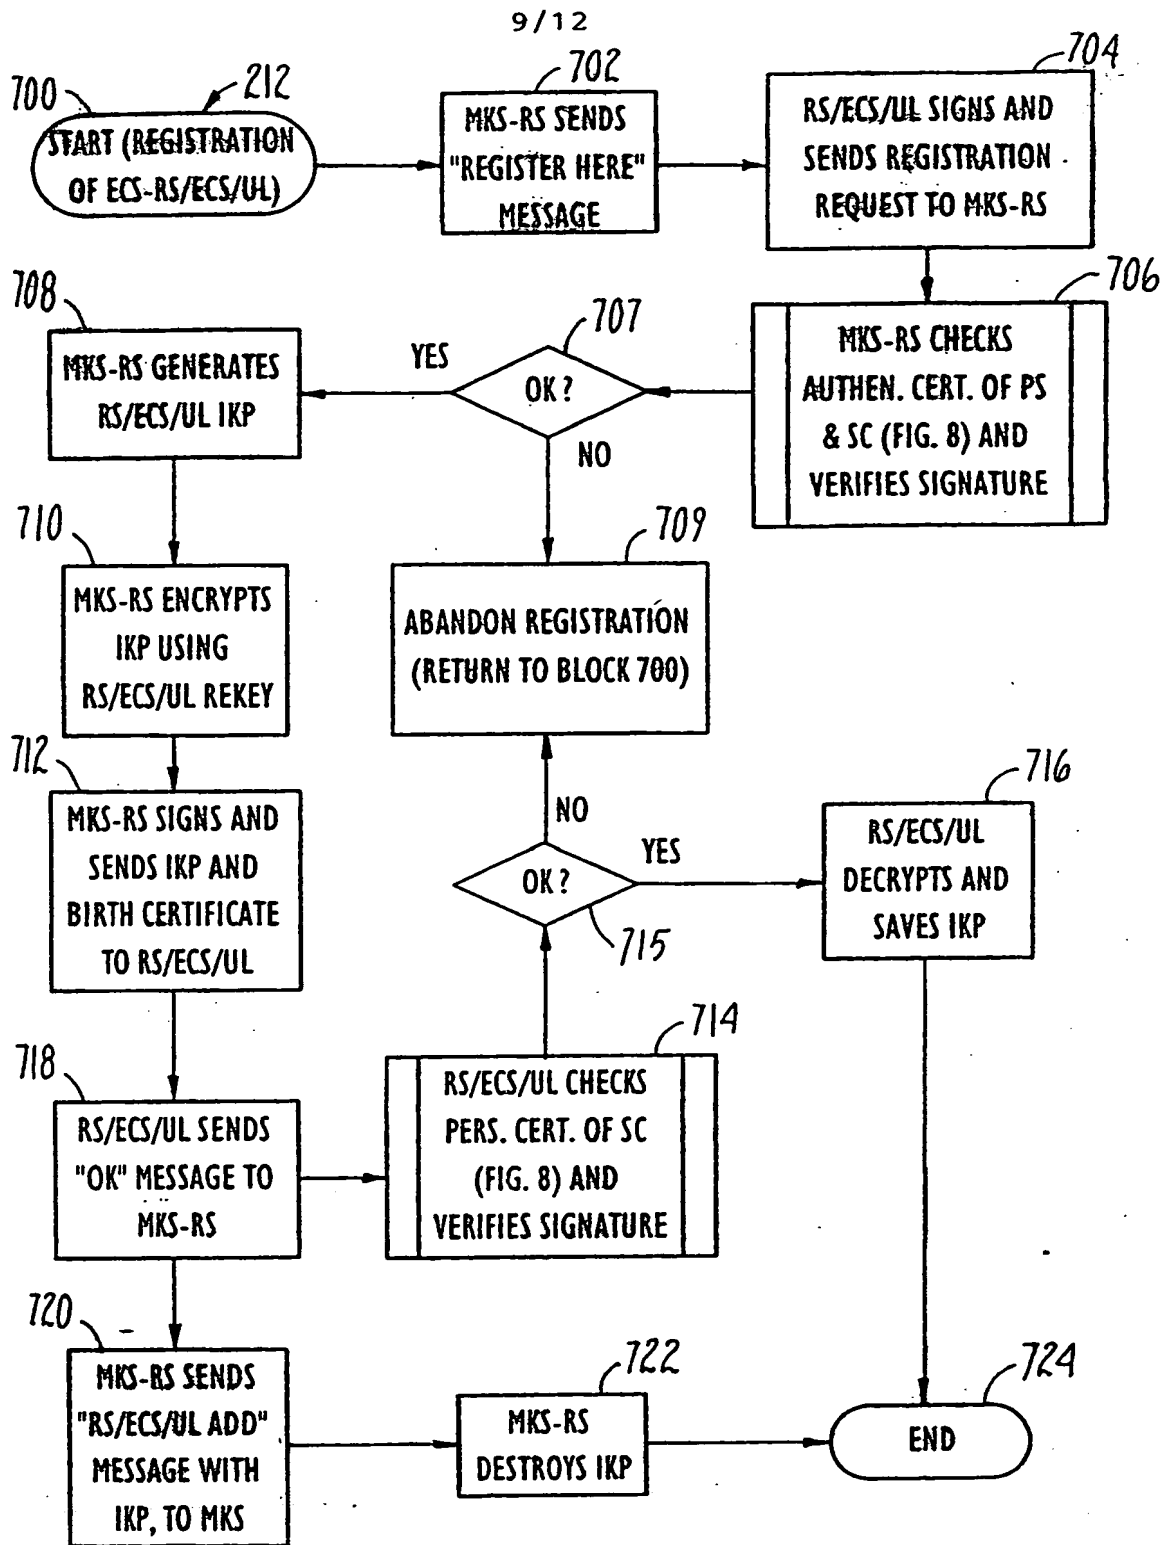 9/12
700
212
START (REGISTRATION
OF ECS-RS/ECS/UL)
702
MKS-RS SENDS
"REGISTER HERE"
MESSAGE
704
RS/ECS/UL SIGNS AND
SENDS REGISTRATION
REQUEST TO MKS-RS
708
MKS-RS GENERATES
RS/ECS/UL IKP
YES
707
OK?
NO
706
MKS-RS CHECKS
AUTHEN. CERT. OF PS
& SC (FIG. 8) AND
VERIFIES SIGNATURE
710
MKS-RS ENCRYPTS
IKP USING
RS/ECS/UL REKEY
709
ABANDON REGISTRATION
(RETURN TO BLOCK 700)
712
MKS-RS SIGNS AND
SENDS IKP AND
BIRTH CERTIFICATE
TO RS/ECS/UL
NO
OK?
YES
715
716
RS/ECS/UL
DECRYPTS AND
SAVES IKP
718
RS/ECS/UL SENDS
"OK" MESSAGE TO
MKS-RS
714
RS/ECS/UL CHECKS
PERS. CERT. OF SC
(FIG. 8) AND
VERIFIES SIGNATURE
720
MKS-RS SENDS
"RS/ECS/UL ADD"
MESSAGE WITH
IKP, TO MKS
722
MKS-RS
DESTROYS IKP
724
END